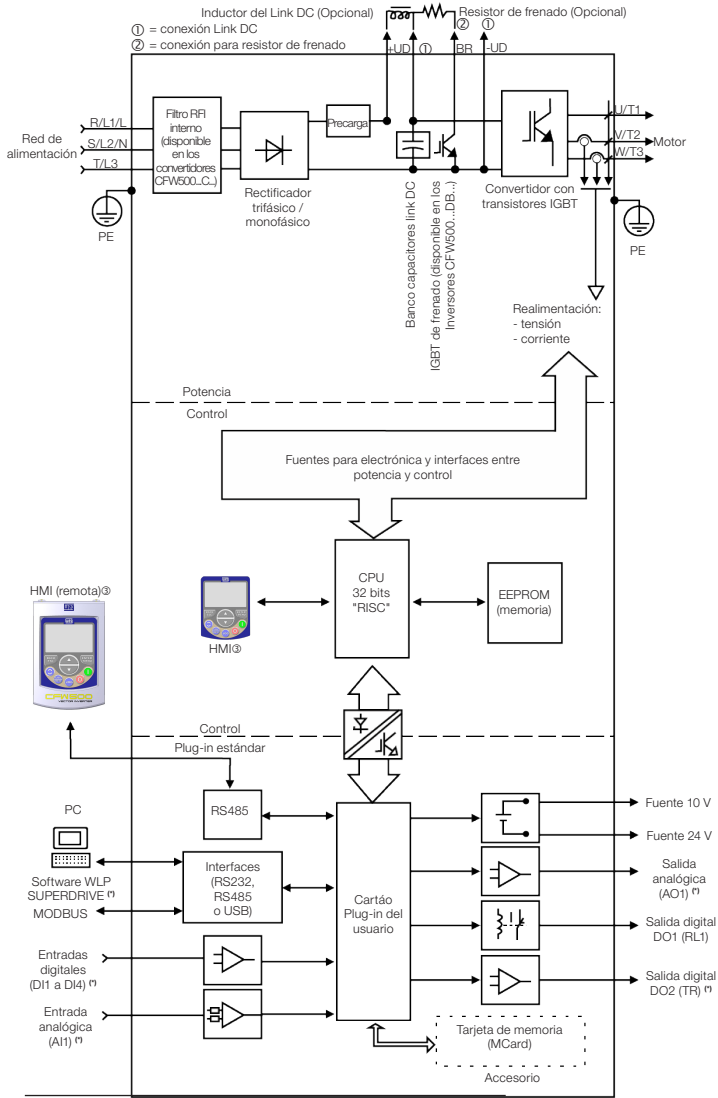 Inductor del Link DC (Opcional)
Resistor de frenado (Opcional)
① = conexión Link DC
② = conexión para resistor de frenado
②
①
+UD
①
BR
-UD
Red de
alimentación
R/L1/L
S/L2/N
T/L3
PE
Filtro RFI
interno
(disponible
en los
convertidores
CFW500...C...)
Rectificador
trifásico /
monofásico
Precarga
Banco capacitores link DC
IGBT de frenado (disponible en los
Inversores CFW500...DB...)
Convertidor con
transistores IGBT
U/T1
V/T2
W/T3
Motor
PE
Realimentación:
- tensión
- corriente
Potencia
Control
Fuentes para electrónica y interfaces entre
potencia y control
CPU
32 bits
"RISC"
EEPROM
(memoria)
HMI③
HMI (remota)③
CFW500
VECTOR INVERTER
Control
Plug-in estándar
RS485
PC
Software WLP
SUPERDRIVE (*)
MODBUS
Interfaces
(RS232,
RS485
o USB)
Entradas
digitales
(DI1 a DI4) (*)
Entrada
analógica
(AI1) (*)
Cartáo
Plug-in del
usuario
Fuente 10 V
Fuente 24 V
Salida
analógica
(AO1) (*)
Salida digital
DO1 (RL1)
Salida digital
DO2 (TR) (*)
Tarjeta de memoria
(MCard)
Accesorio